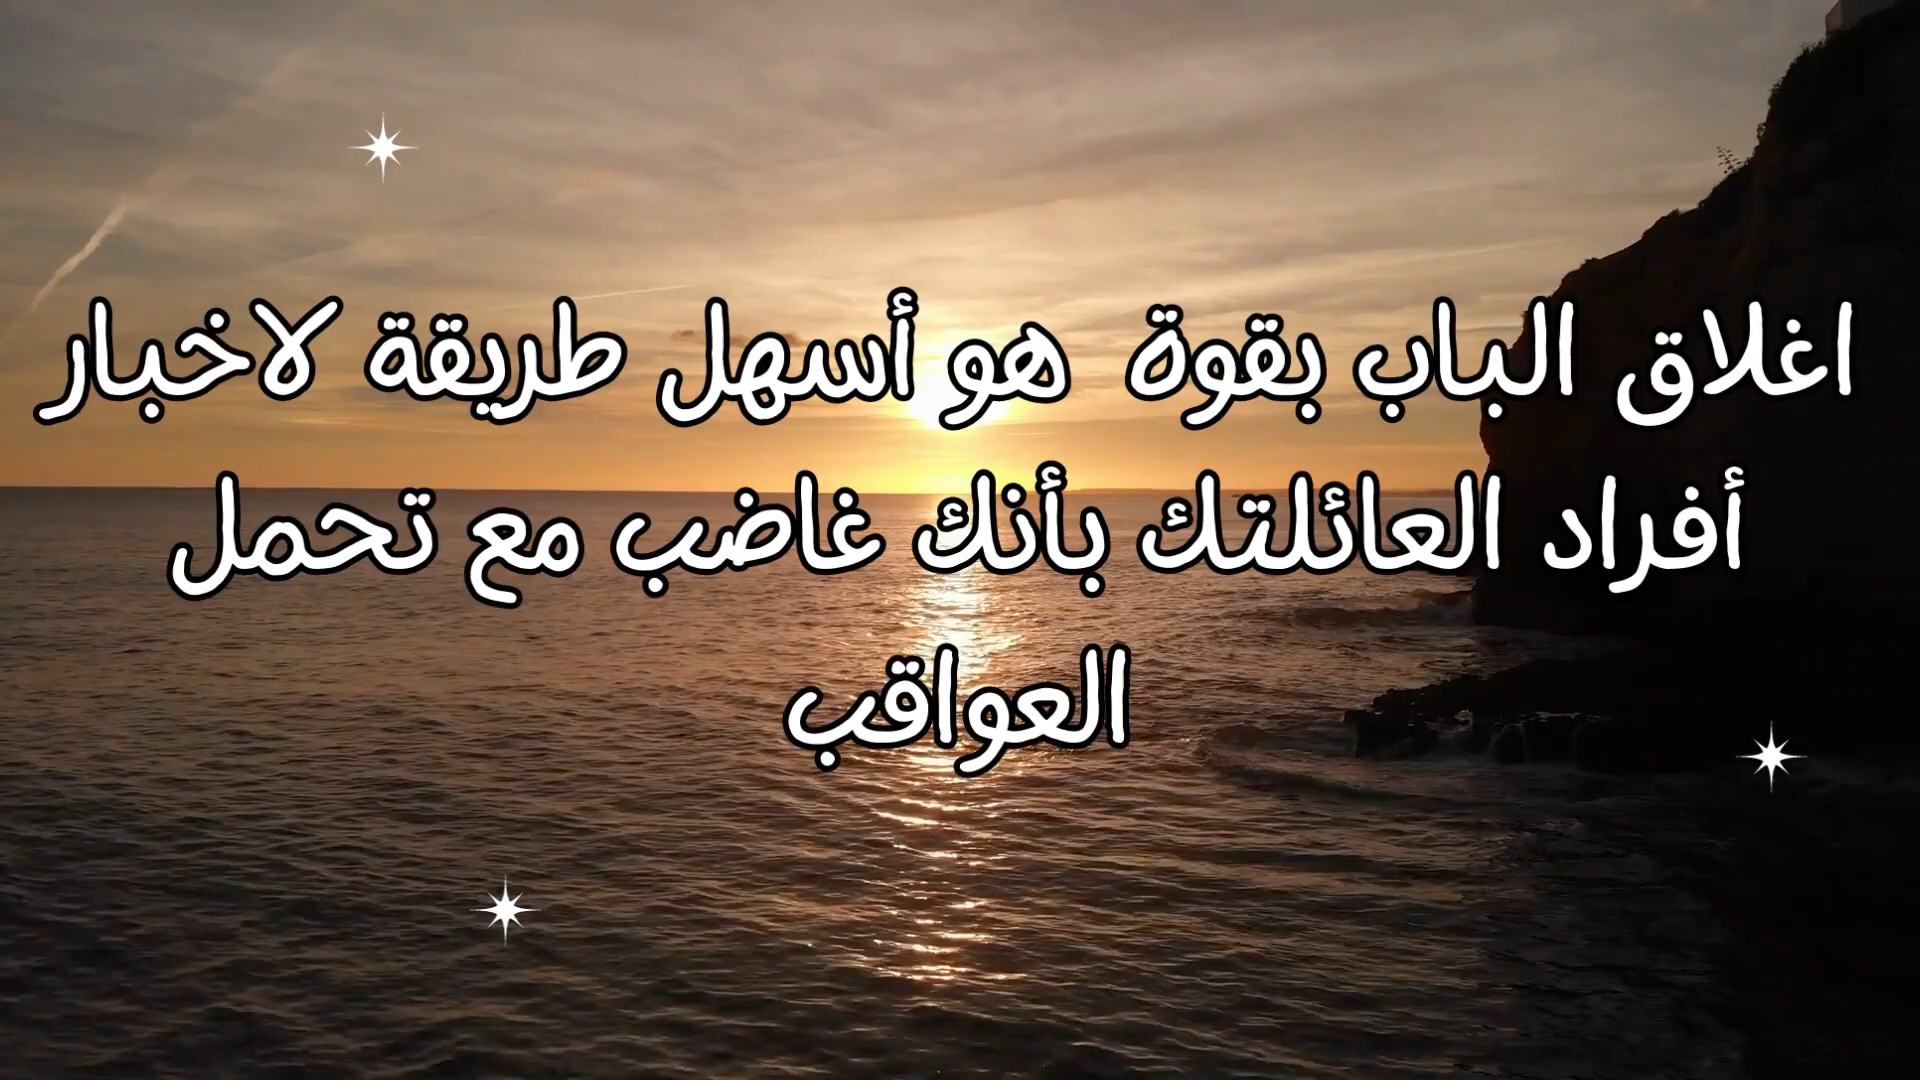 اغلاق الباب بقوة  هو أسهل طريقة لاخبار
أفراد العائلتك بأنك غاضب مع تحمل
العواقب